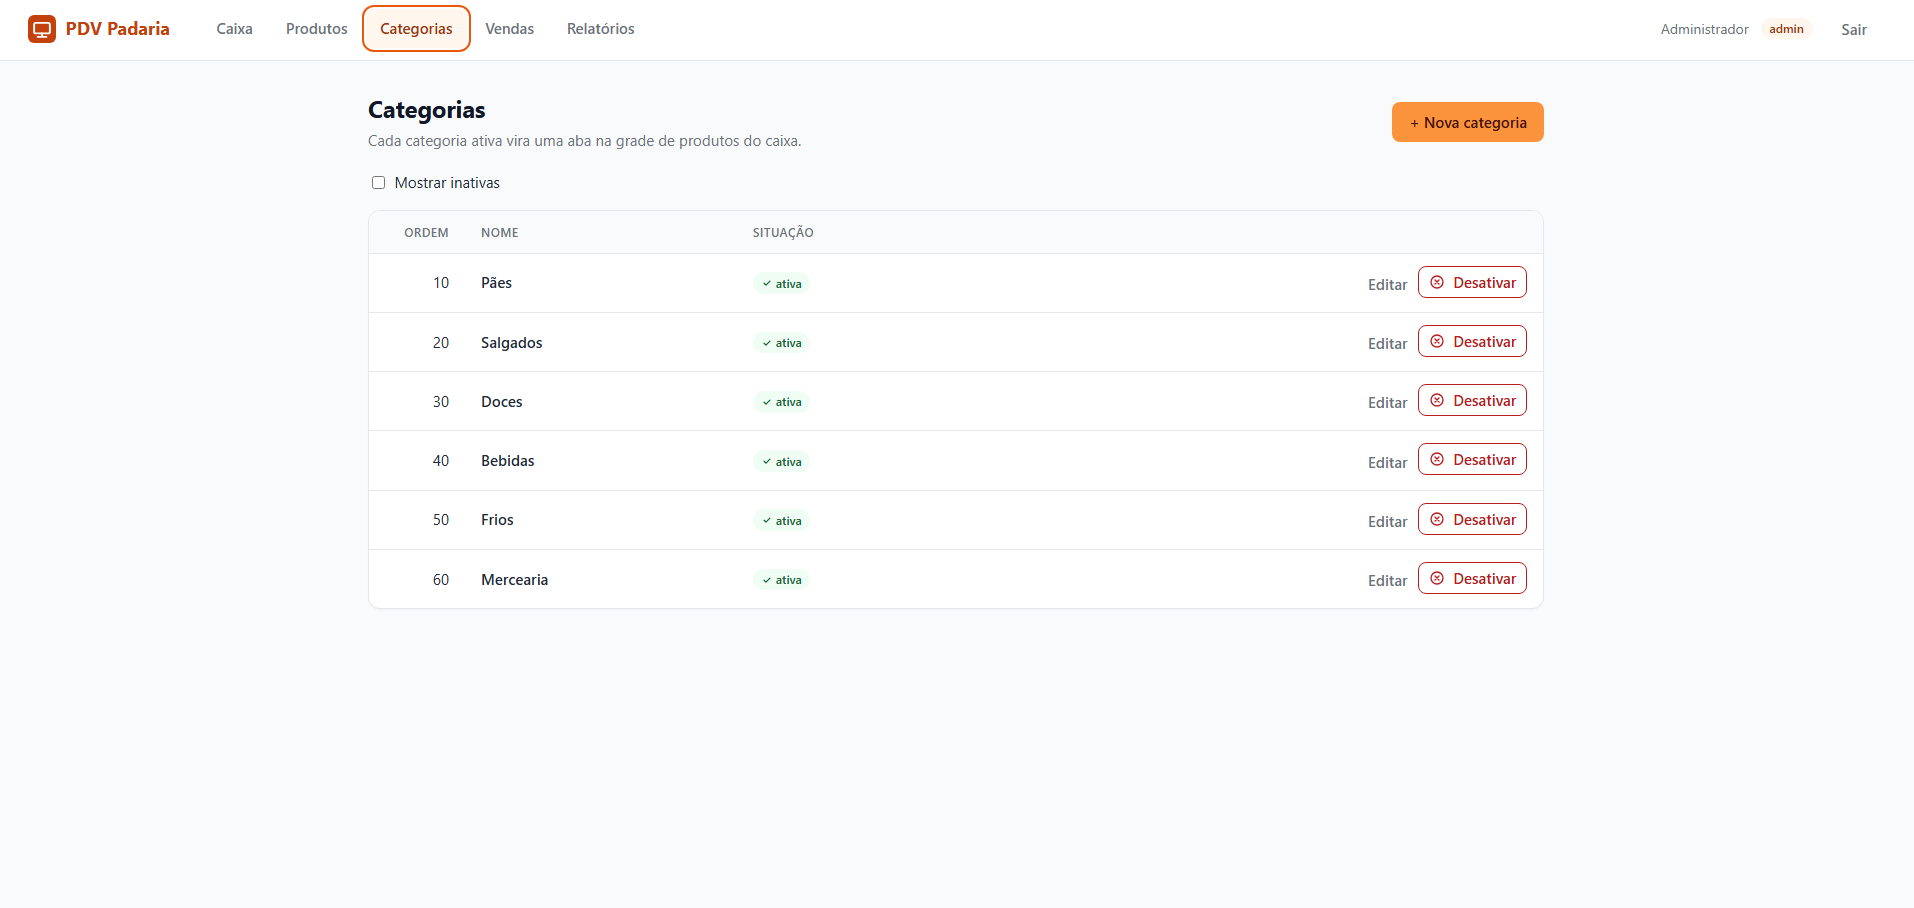 PDV Padaria Caixa Produtos Categorias Vendas Relatórios Administrador admin Sair
Categorias
Cada categoria ativa vira uma aba na grade de produtos do caixa.
+ Nova categoria
Mostrar inativas
ORDEM NOME SITUAÇÃO
10 Pães ativa Editar Desativar
20 Salgados ativa Editar Desativar
30 Doces ativa Editar Desativar
40 Bebidas ativa Editar Desativar
50 Frios ativa Editar Desativar
60 Mercearia ativa Editar Desativar